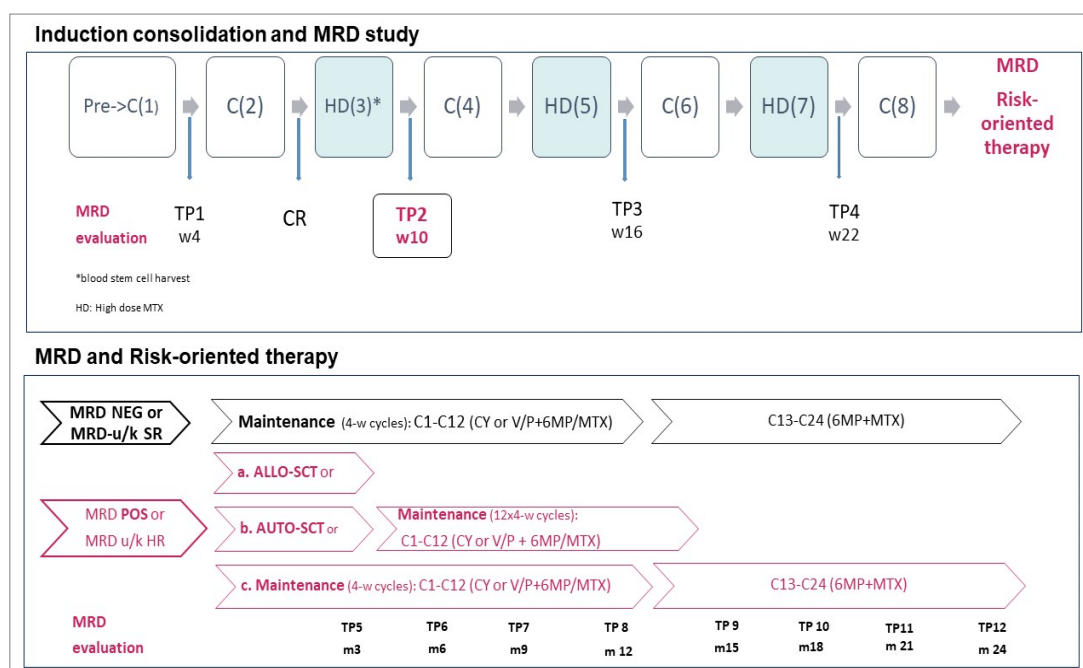 Induction consolidation and MRD study
Pre->C(1)
C(2)
HD(3)*
C(4)
HD(5)
C(6)
HD(7)
C(8)
MRD
Risk-
oriented
therapy
MRD
evaluation
TP1
w4
CR
TP2
w10
TP3
w16
TP4
w22
*blood stem cell harvest
HD: High dose MTX
MRD and Risk-oriented therapy
MRD NEG or
MRD-u/k SR
Maintenance (4-w cycles): C1-C12 (CY or V/P+6MP/MTX)
C13-C24 (6MP+MTX)
a. ALLO-SCT or
MRD POS or
MRD u/k HR
b. AUTO-SCT or
Maintenance (12x4-w cycles):
C1-C12 (CY or V/P + 6MP/MTX)
c. Maintenance (4-w cycles): C1-C12 (CY or V/P+6MP/MTX)
C13-C24 (6MP+MTX)
MRD
evaluation
TP5
m3
TP6
m6
TP7
m9
TP 8
m 12
TP 9
m15
TP 10
m18
TP11
m 21
TP12
m 24